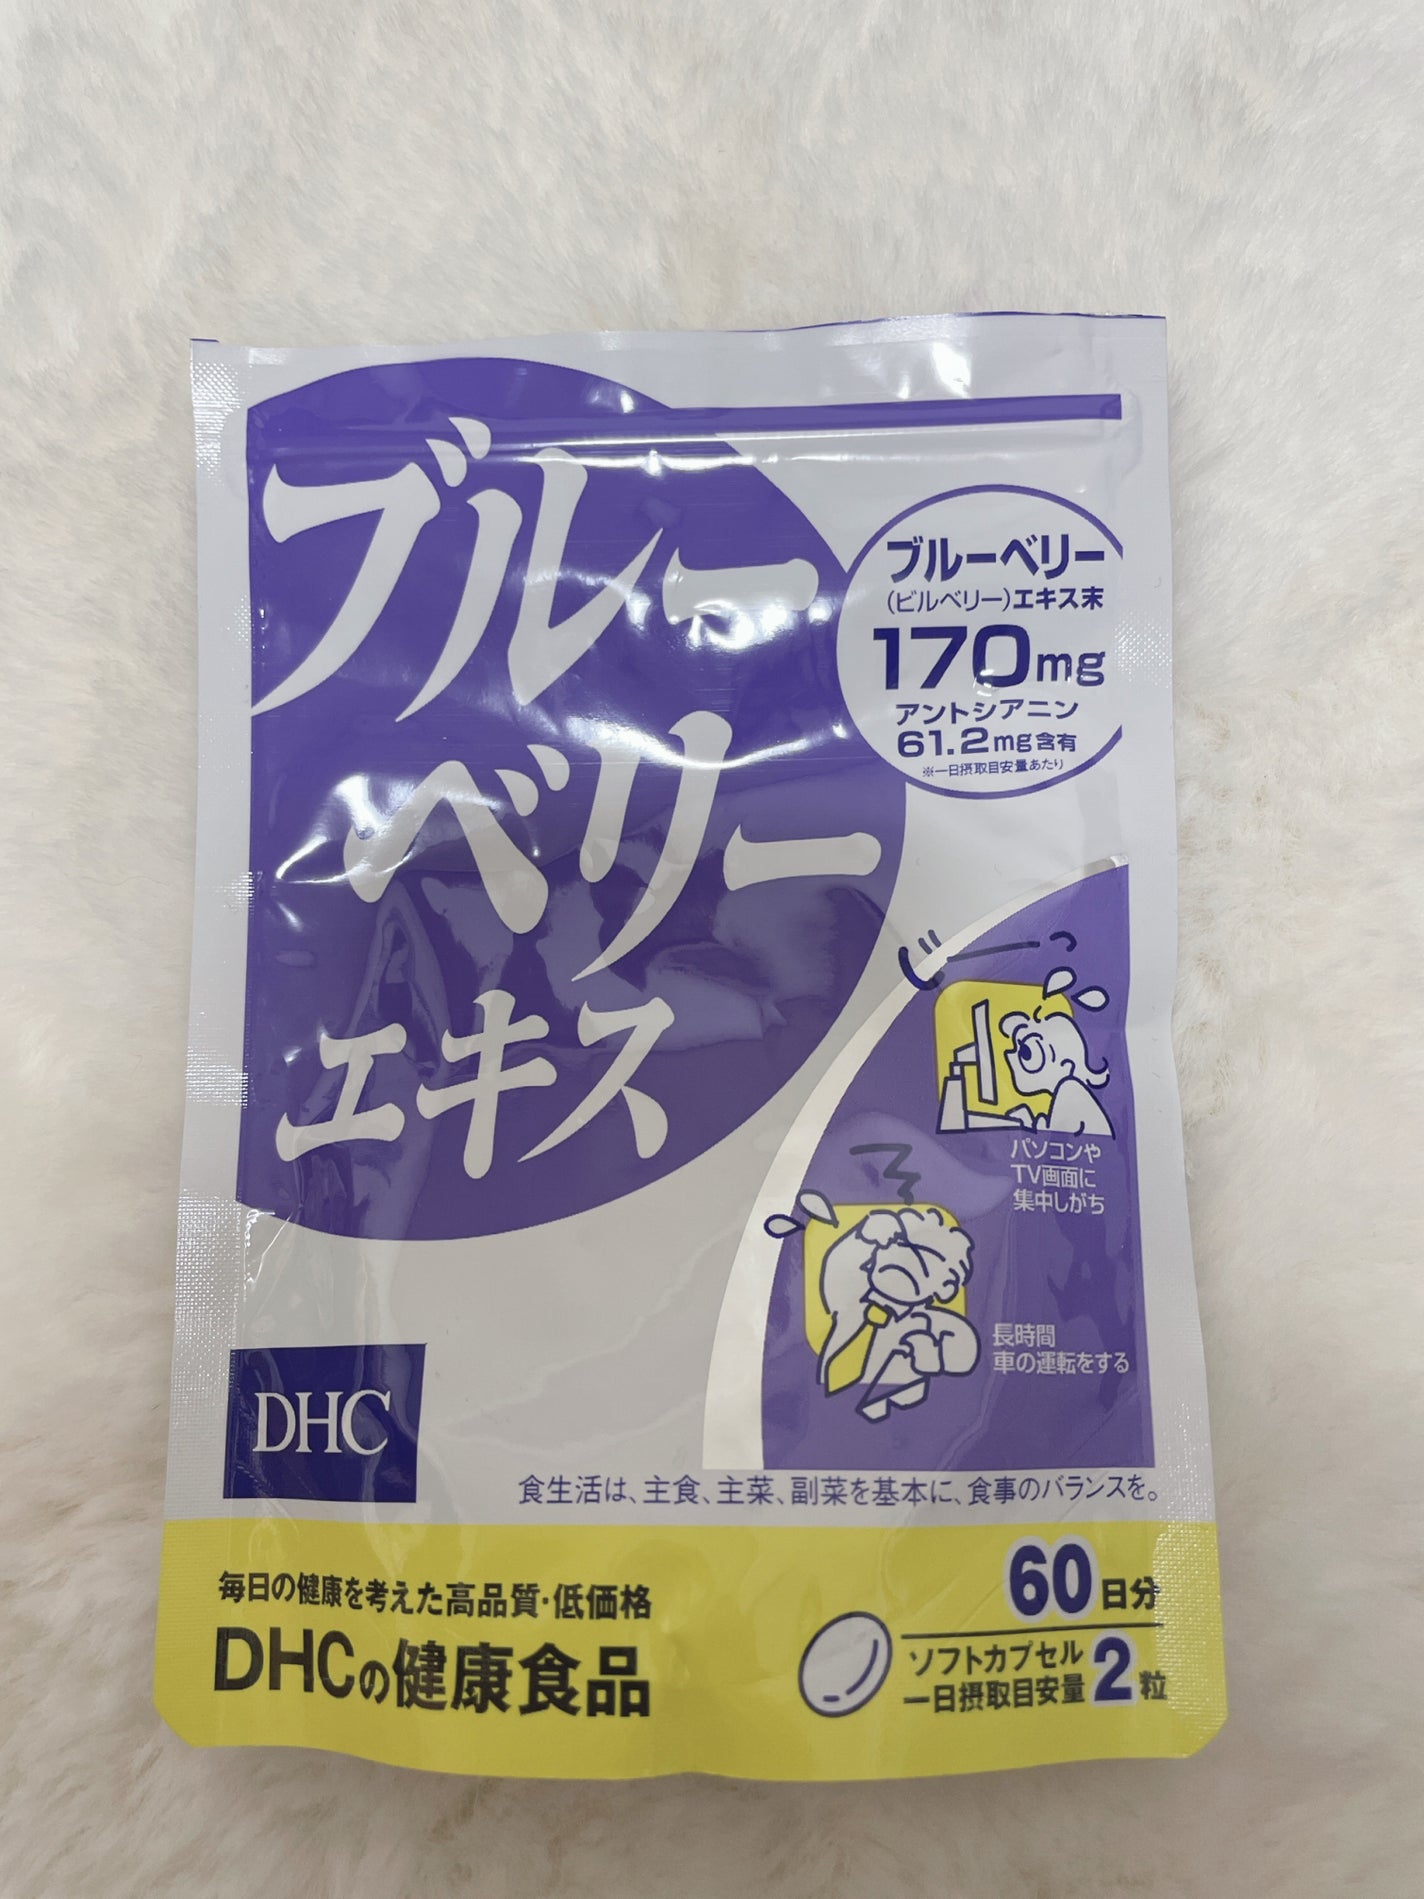 ブルー
ベリー
エキス
ブルーベリー
(ビルベリー)エキス末
170mg
アントシアニン
61.2mg含有
※一日摂取目安量あたり
じーっ
パソコンや
TV画面に
集中しがち
長時間
車の運転をする
DHC
食生活は、主食、主菜、副菜を基本に、食事のバランスを。
毎日の健康を考えた高品質・低価格
DHCの健康食品
60日分
ソフトカプセル
一日摂取目安量2粒